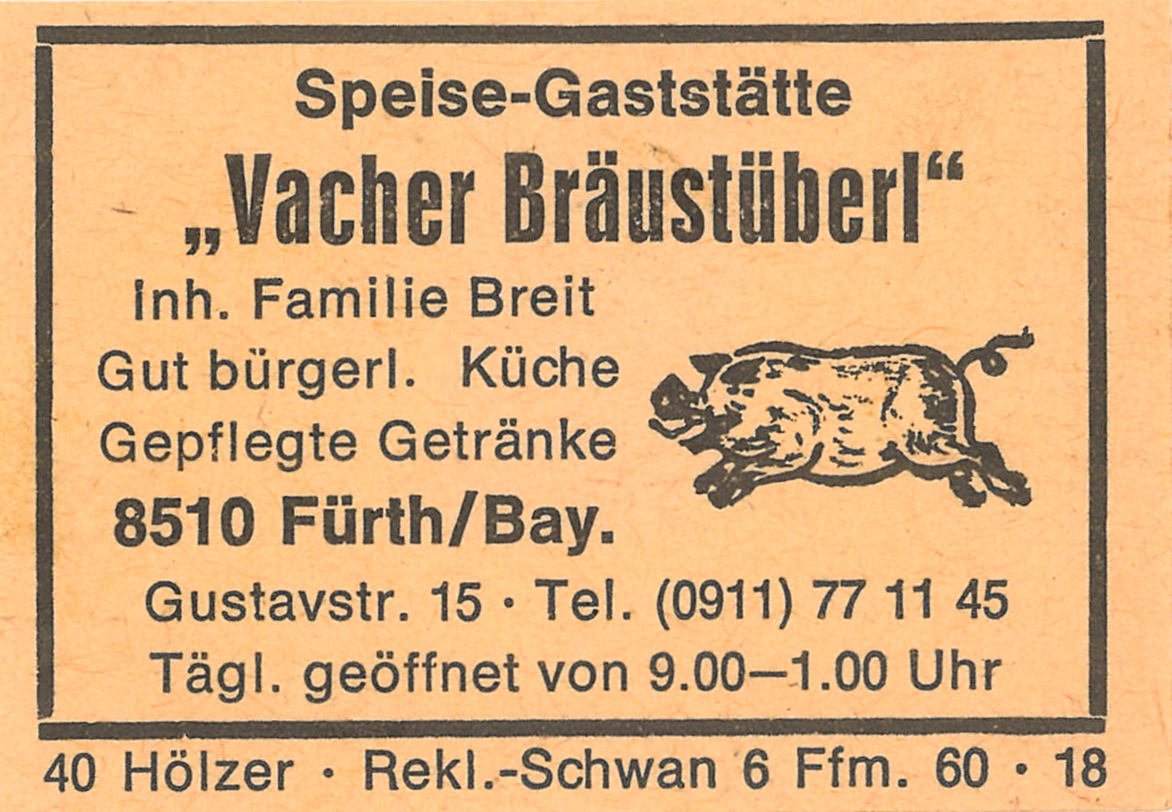 Speise-Gaststätte
„Vacher Bräustüberl“
Inh. Familie Breit
Gut bürgerl. Küche
Gepflegte Getränke
8510 Fürth/Bay.
Gustavstr. 15 · Tel. (0911) 77 11 45
Tägl. geöffnet von 9.00—1.00 Uhr
40 Hölzer · Rekl.-Schwan 6 Ffm. 60 · 18